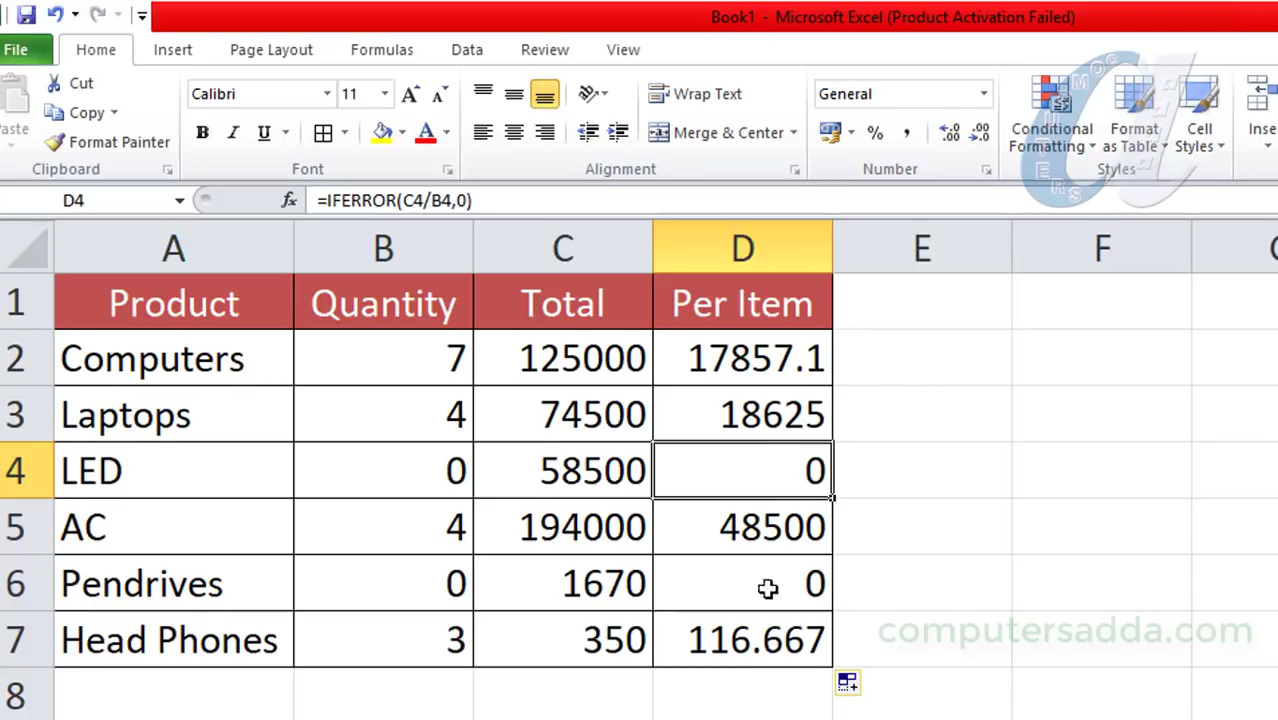 Book1 - Microsoft Excel (Product Activation Failed)
File Home Insert Page Layout Formulas Data Review View
Cut
Copy
Format Painter
Clipboard
Calibri 11
B I U A
Font
Wrap Text
Merge & Center
Alignment
General
% ,
Number
Conditional Formatting
Format as Table
Cell Styles
Styles
D4 fx =IFERROR(C4/B4,0)
A B C D E F
1 Product Quantity Total Per Item
2 Computers 7 125000 17857.1
3 Laptops 4 74500 18625
4 LED 0 58500 0
5 AC 4 194000 48500
6 Pendrives 0 1670 0
7 Head Phones 3 350 116.667
8
computersadda.com